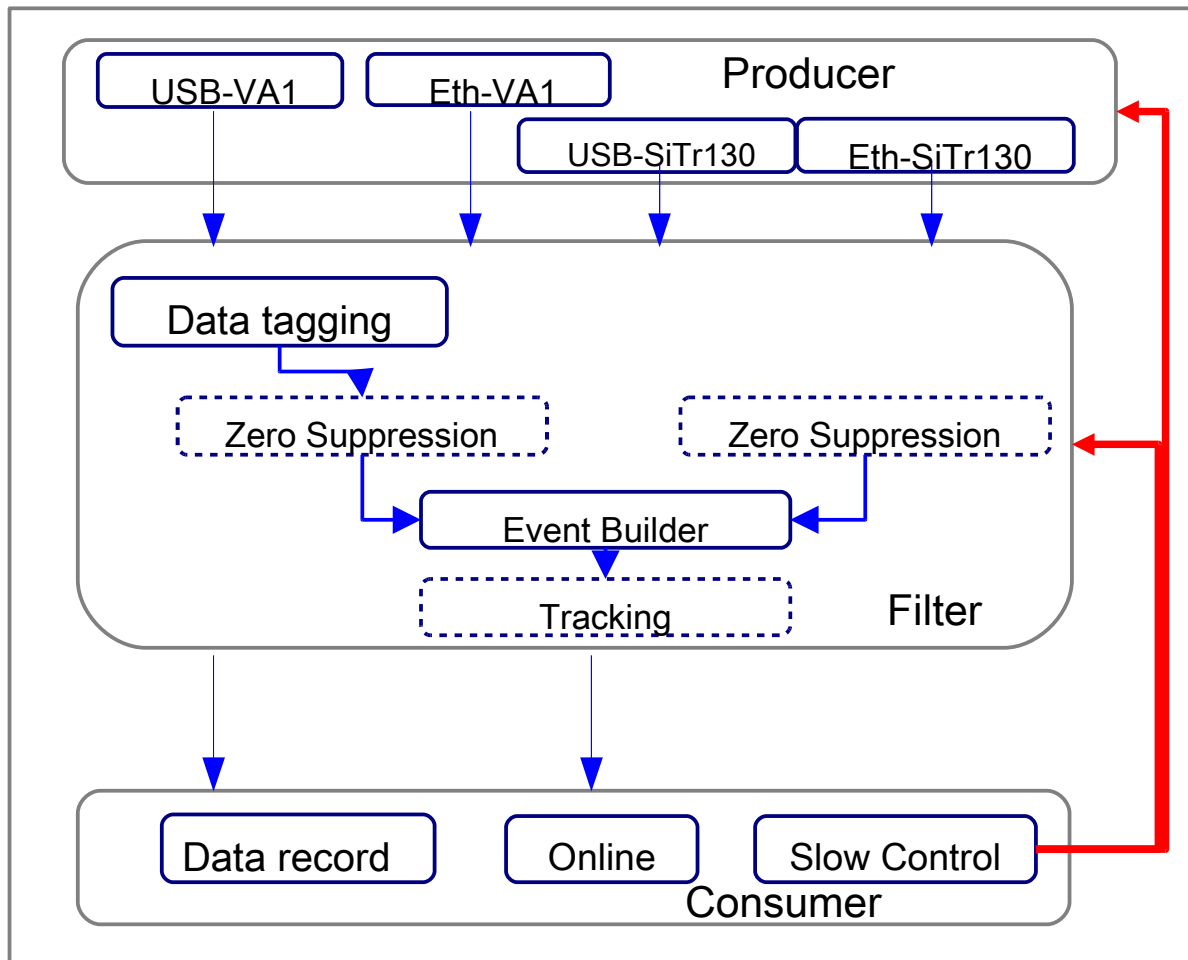 Producer
USB-VA1
Eth-VA1
USB-SiTr130
Eth-SiTr130
Data tagging
Zero Suppression
Zero Suppression
Event Builder
Tracking
Filter
Data record
Online
Slow Control
Consumer